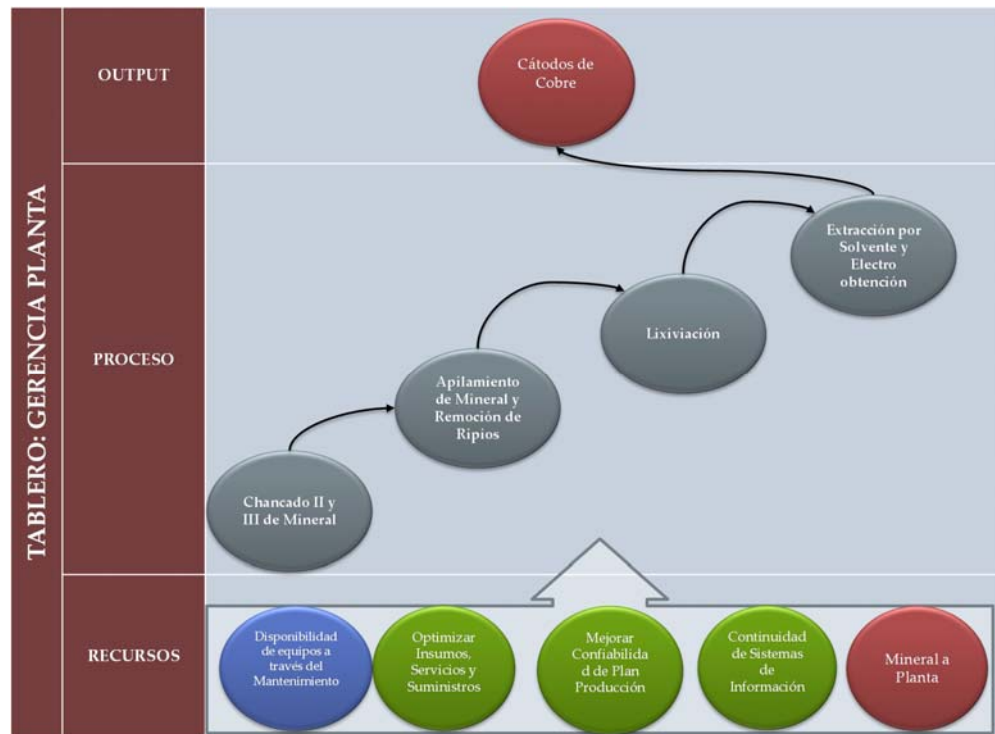 TABLERO: GERENCIA PLANTA
OUTPUT
Cátodos de
Cobre
PROCESO
Extracción por
Solvente y
Electro
obtención
Lixiviación
Apilamiento
de Mineral y
Remoción de
Ripios
Chancado II y
III de Mineral
RECURSOS
Disponibilidad
de equipos a
través del
Mantenimiento
Optimizar
Insumos,
Servicios y
Suministros
Mejorar
Confiabilida
d de Plan
Producción
Continuidad
de Sistemas
de
Información
Mineral a
Planta